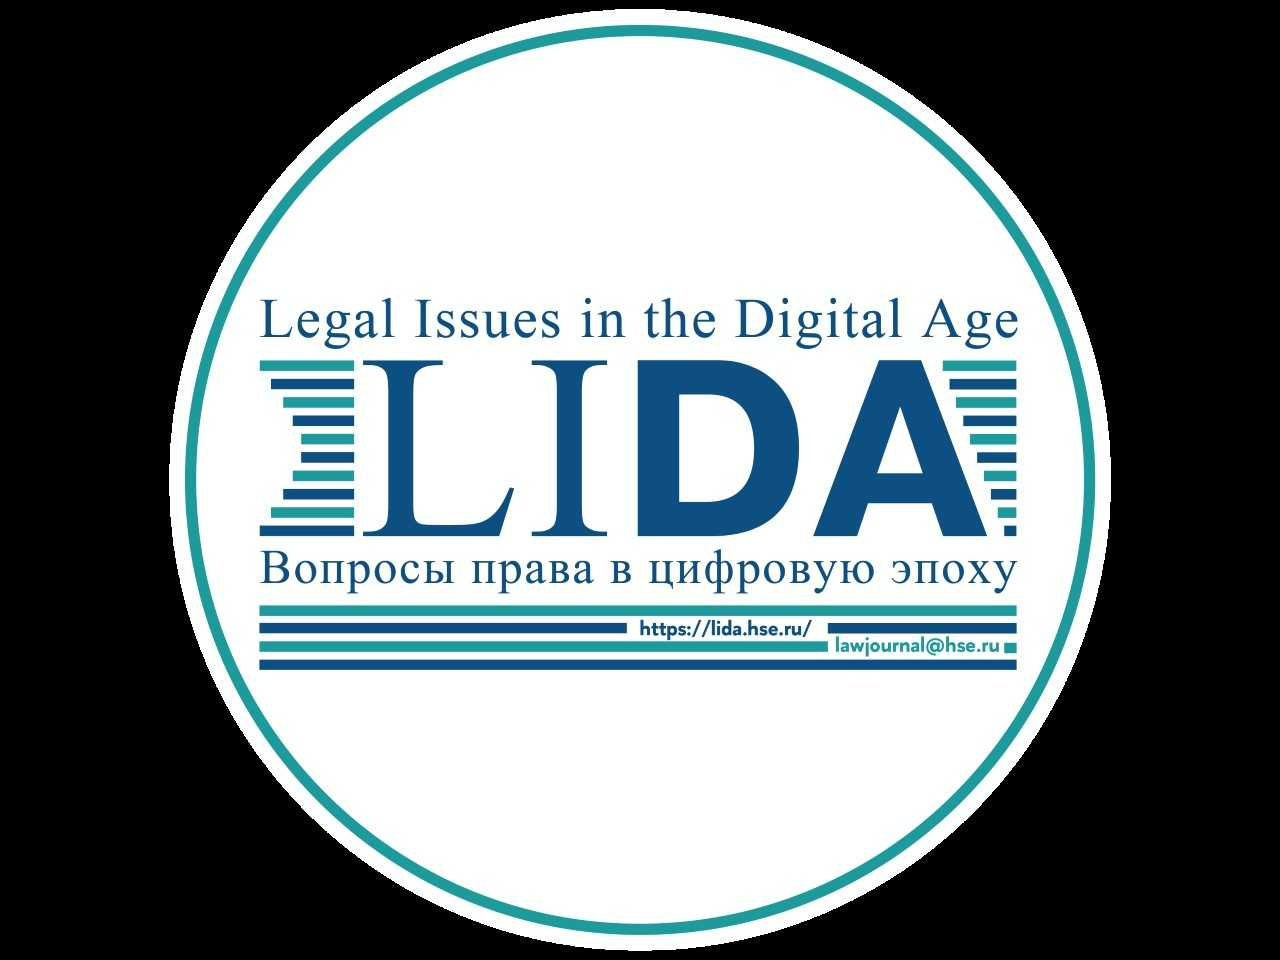 Legal Issues in the Digital Age
LIDA
Вопросы права в цифровую эпоху
https://lida.hse.ru/
lawjournal@hse.ru